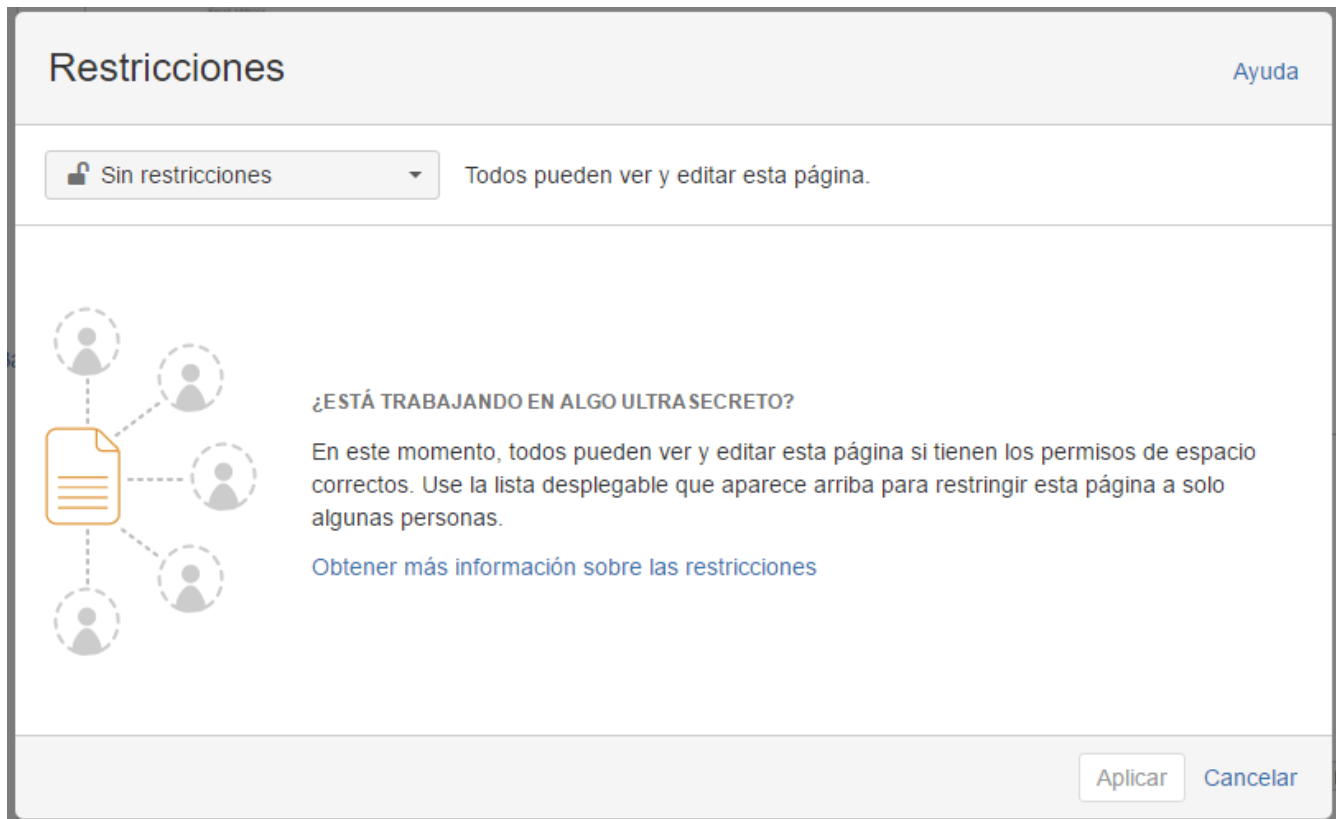 Restricciones
Ayuda
Sin restricciones
Todos pueden ver y editar esta página.
¿ESTÁ TRABAJANDO EN ALGO ULTRASECRETO?
En este momento, todos pueden ver y editar esta página si tienen los permisos de espacio
correctos. Use la lista desplegable que aparece arriba para restringir esta página a solo
algunas personas.
Obtener más información sobre las restricciones
Aplicar
Cancelar